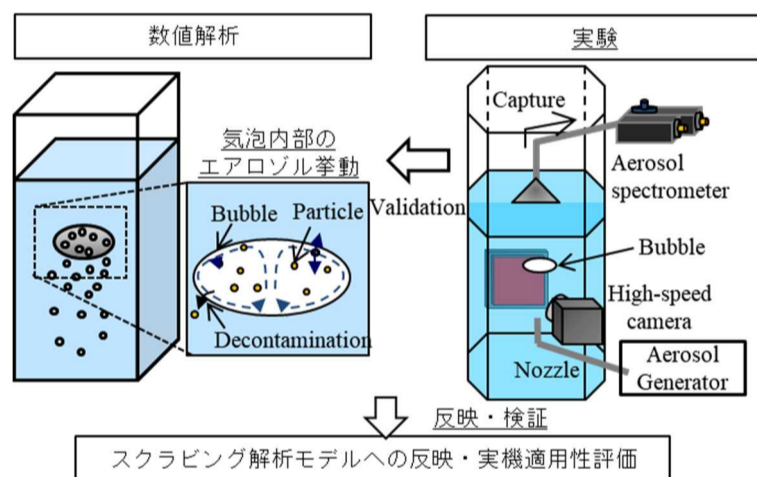 数値解析
実験
気泡内部の
エアロゾル挙動
Bubble
Particle
Decontamination
Validation
Capture
Aerosol
spectrometer
Bubble
High-speed
camera
Nozzle
Aerosol
Generator
反映・検証
スクラビング解析モデルへの反映・実機適用性評価